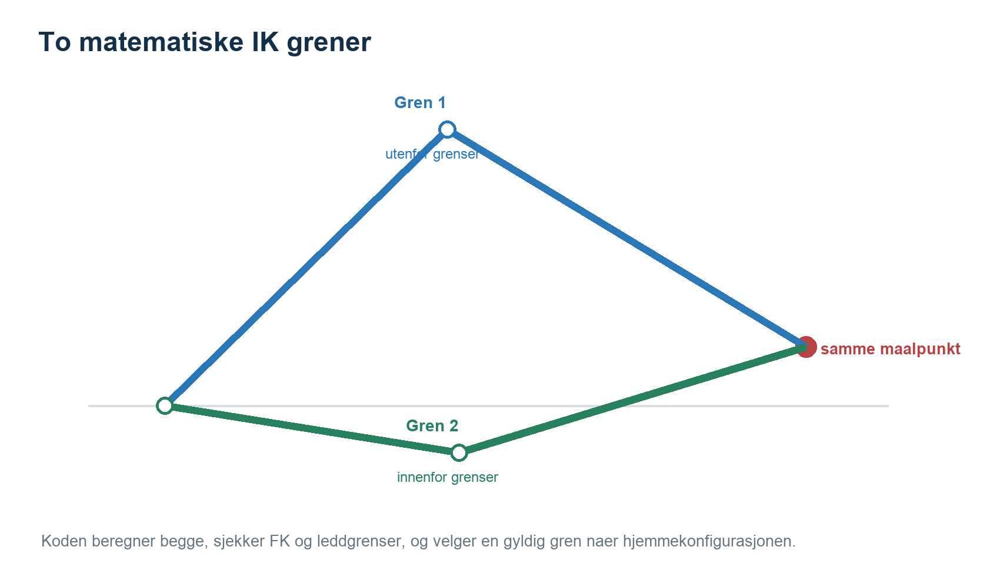 To matematiske IK grener
Gren 1
utenfor grenser
samme maalpunkt
Gren 2
innenfor grenser
Koden beregner begge, sjekker FK og leddgrenser, og velger en gyldig gren naer hjemmekonfigurasjonen.